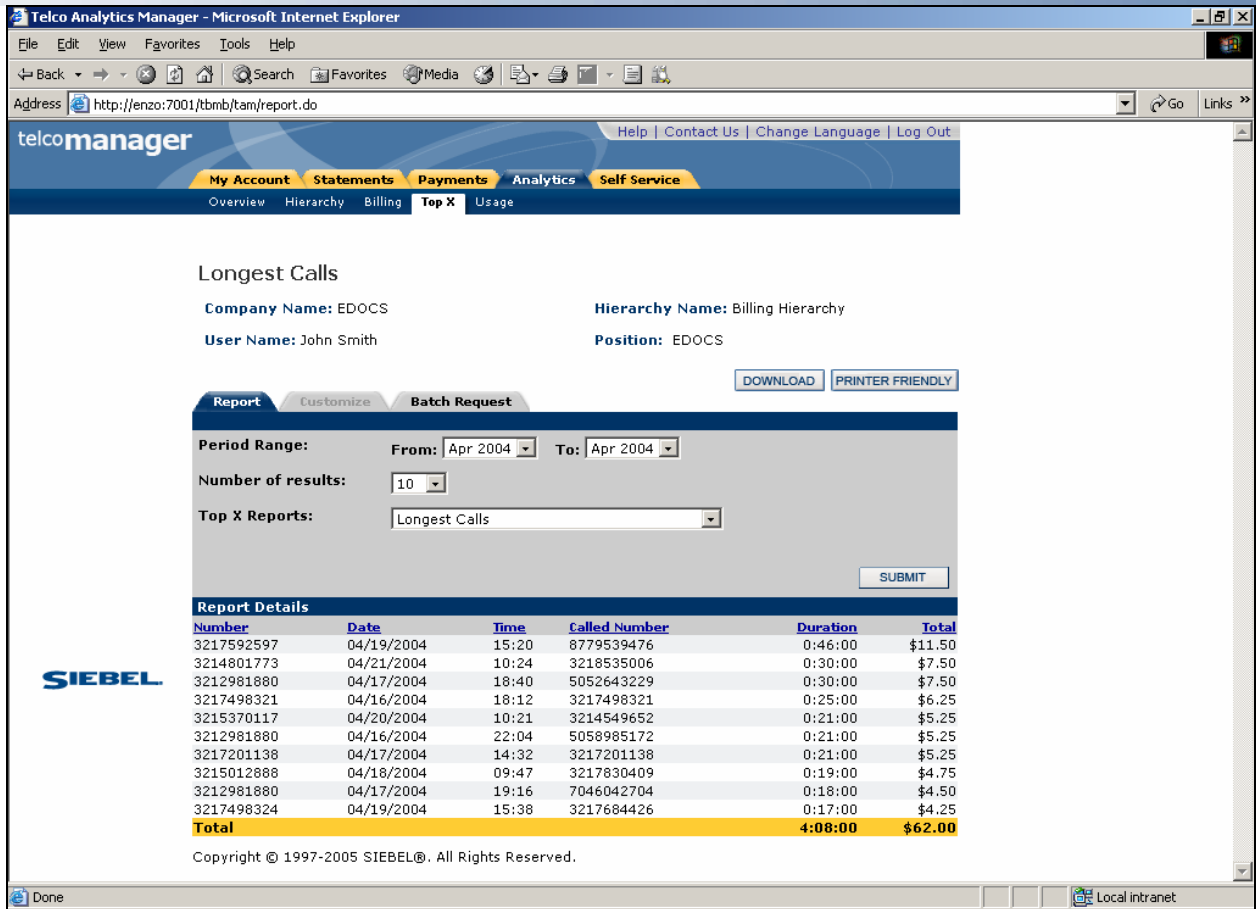 Telco Analytics Manager - Microsoft Internet Explorer
File Edit View Favorites Tools Help
Back Search Favorites Media
Address http://enzo:7001/tbmb/tam/report.do Go Links »
telcomanager
Help | Contact Us | Change Language | Log Out
My Account Statements Payments Analytics Self Service
Overview Hierarchy Billing Top X Usage
Longest Calls
Company Name: EDOCS Hierarchy Name: Billing Hierarchy
User Name: John Smith Position: EDOCS
DOWNLOAD PRINTER FRIENDLY
Report Customize Batch Request
Period Range: From: Apr 2004 To: Apr 2004
Number of results: 10
Top X Reports: Longest Calls
SUBMIT
Report Details
Number Date Time Called Number Duration Total
3217592597 04/19/2004 15:20 8779539476 0:46:00 $11.50
3214801773 04/21/2004 10:24 3218535006 0:30:00 $7.50
3212981880 04/17/2004 18:40 5052643229 0:30:00 $7.50
3217498321 04/16/2004 18:12 3217498321 0:25:00 $6.25
3215370117 04/20/2004 10:21 3214549652 0:21:00 $5.25
3212981880 04/16/2004 22:04 5058985172 0:21:00 $5.25
3217201138 04/17/2004 14:32 3217201138 0:21:00 $5.25
3215012888 04/18/2004 09:47 3217830409 0:19:00 $4.75
3212981880 04/17/2004 19:16 7046042704 0:18:00 $4.50
3217498324 04/19/2004 15:38 3217684426 0:17:00 $4.25
Total 4:08:00 $62.00
SIEBEL.
Copyright © 1997-2005 SIEBEL®. All Rights Reserved.
Done Local intranet